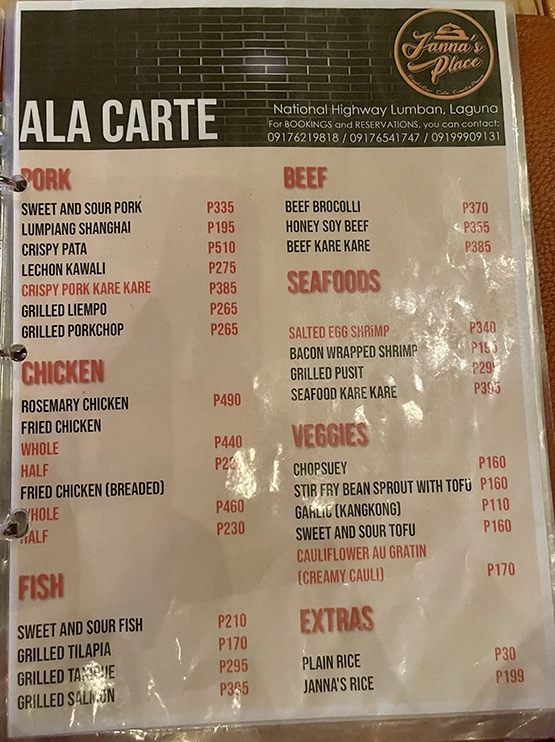 Janna's
Place
ALA CARTE
National Highway Lumban, Laguna
For BOOKINGS and RESERVATIONS, you can contact:
09176219818 / 09176541747 / 09199909131
PORK
SWEET AND SOUR PORK P335
LUMPIANG SHANGHAI P195
CRISPY PATA P510
LECHON KAWALI P275
CRISPY PORK KARE KARE P385
GRILLED LIEMPO P265
GRILLED PORKCHOP P265
CHICKEN
ROSEMARY CHICKEN P490
FRIED CHICKEN
WHOLE P440
HALF
FRIED CHICKEN (BREADED)
WHOLE P460
HALF P230
FISH
SWEET AND SOUR FISH P210
GRILLED TILAPIA P170
GRILLED TANIGUE P295
GRILLED SALMON P395
BEEF
BEEF BROCOLLI P370
HONEY SOY BEEF P355
BEEF KARE KARE P385
SEAFOODS
SALTED EGG SHRIMP P340
BACON WRAPPED SHRIMP P195
GRILLED PUSIT
SEAFOOD KARE KARE P395
VEGGIES
CHOPSUEY P160
STIR FRY BEAN SPROUT WITH TOFU P160
GARLIC (KANGKONG) P110
SWEET AND SOUR TOFU P160
CAULIFLOWER AU GRATIN
(CREAMY CAULI) P170
EXTRAS
PLAIN RICE P30
JANNA'S RICE P199